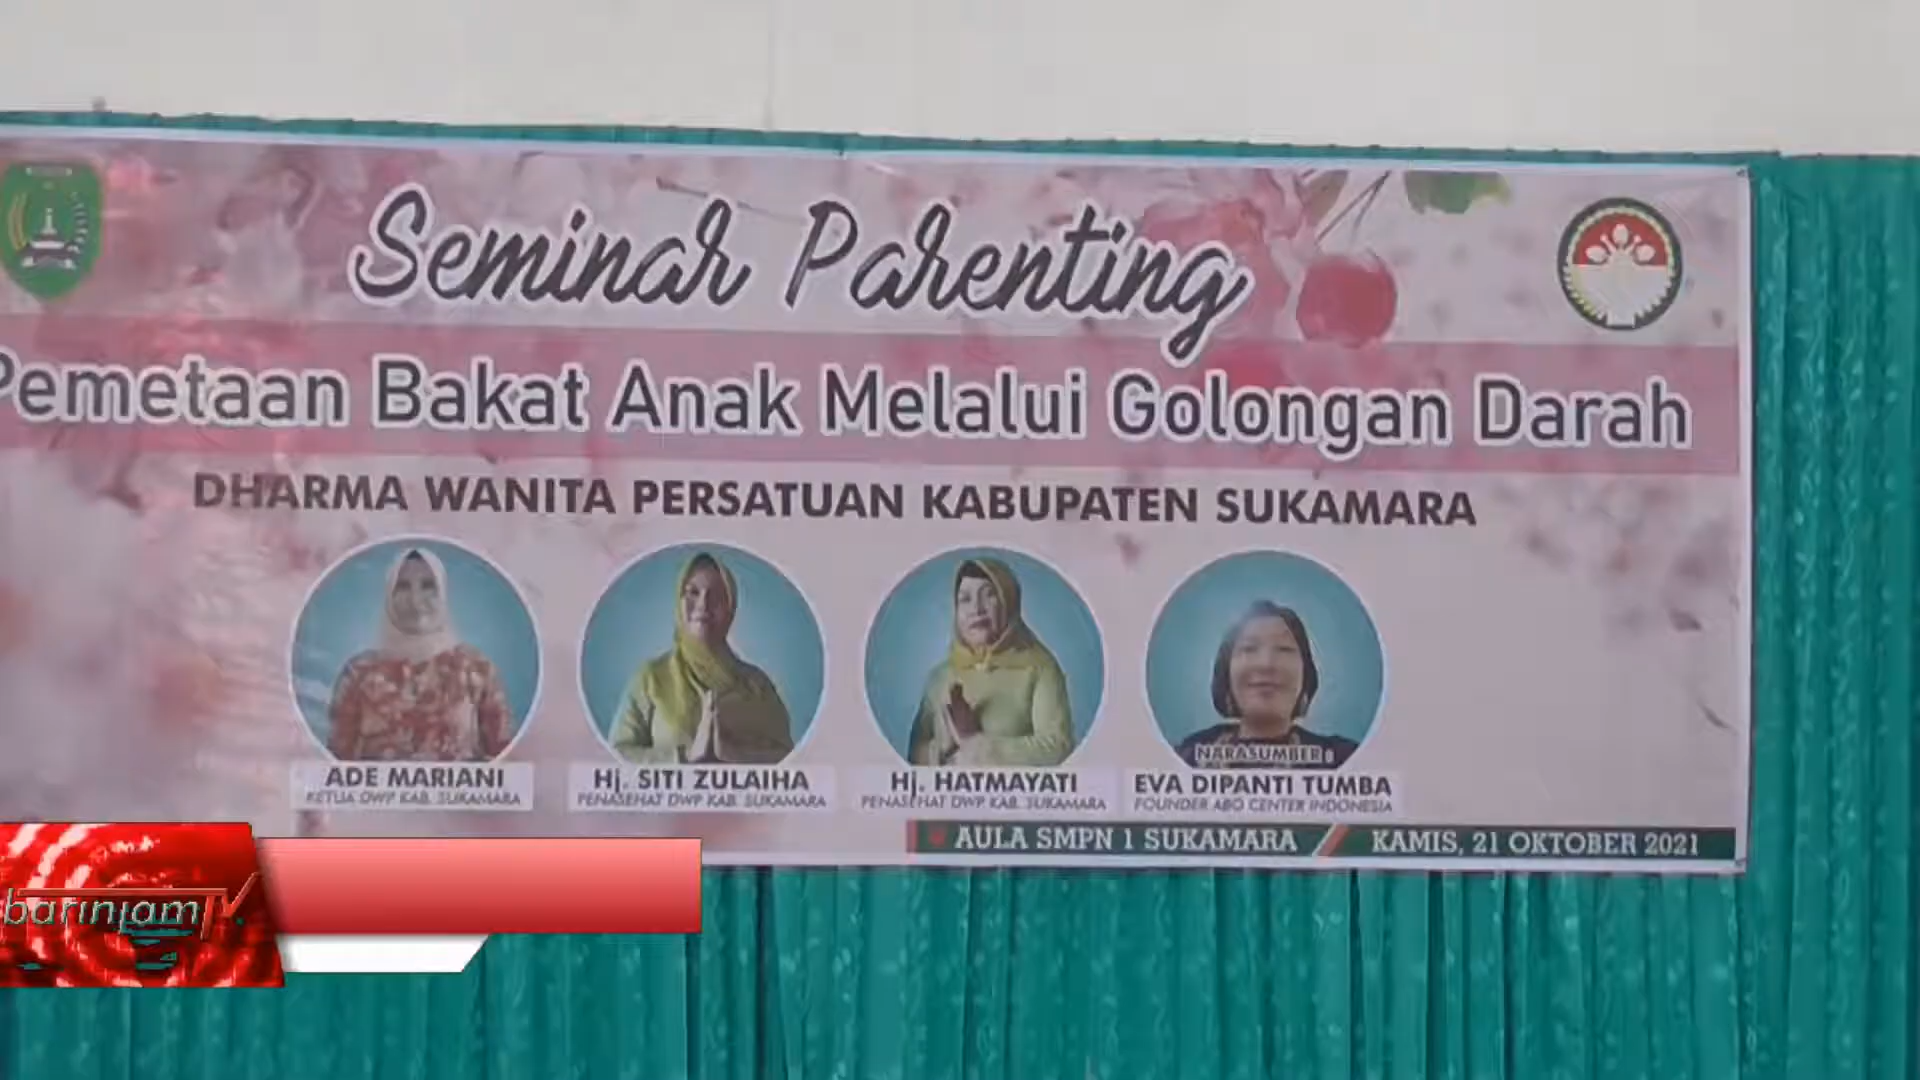 Seminar Parenting
Pemetaan Bakat Anak Melalui Golongan Darah
DHARMA WANITA PERSATUAN KABUPATEN SUKAMARA
NARASUMBER :
ADE MARIANI
Hj. SITI ZULAIHA
Hj. HATMAYATI
EVA DIPANTI TUMBA
KETUA DWP KAB. SUKAMARA
PENASEHAT DWP KAB. SUKAMARA
PENASEHAT DWP KAB. SUKAMARA
FOUNDER ABO CENTER INDONESIA
AULA SMPN 1 SUKAMARA / KAMIS, 21 OKTOBER 2021
barinjam TV